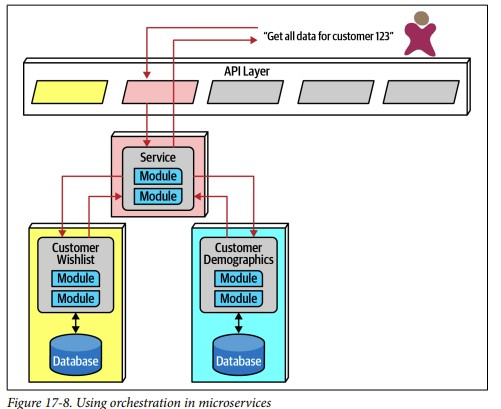 "Get all data for customer 123"
API Layer
Service
Module
Module
Customer
Wishlist
Module
Module
Database
Customer
Demographics
Module
Module
Database
Figure 17-8. Using orchestration in microservices